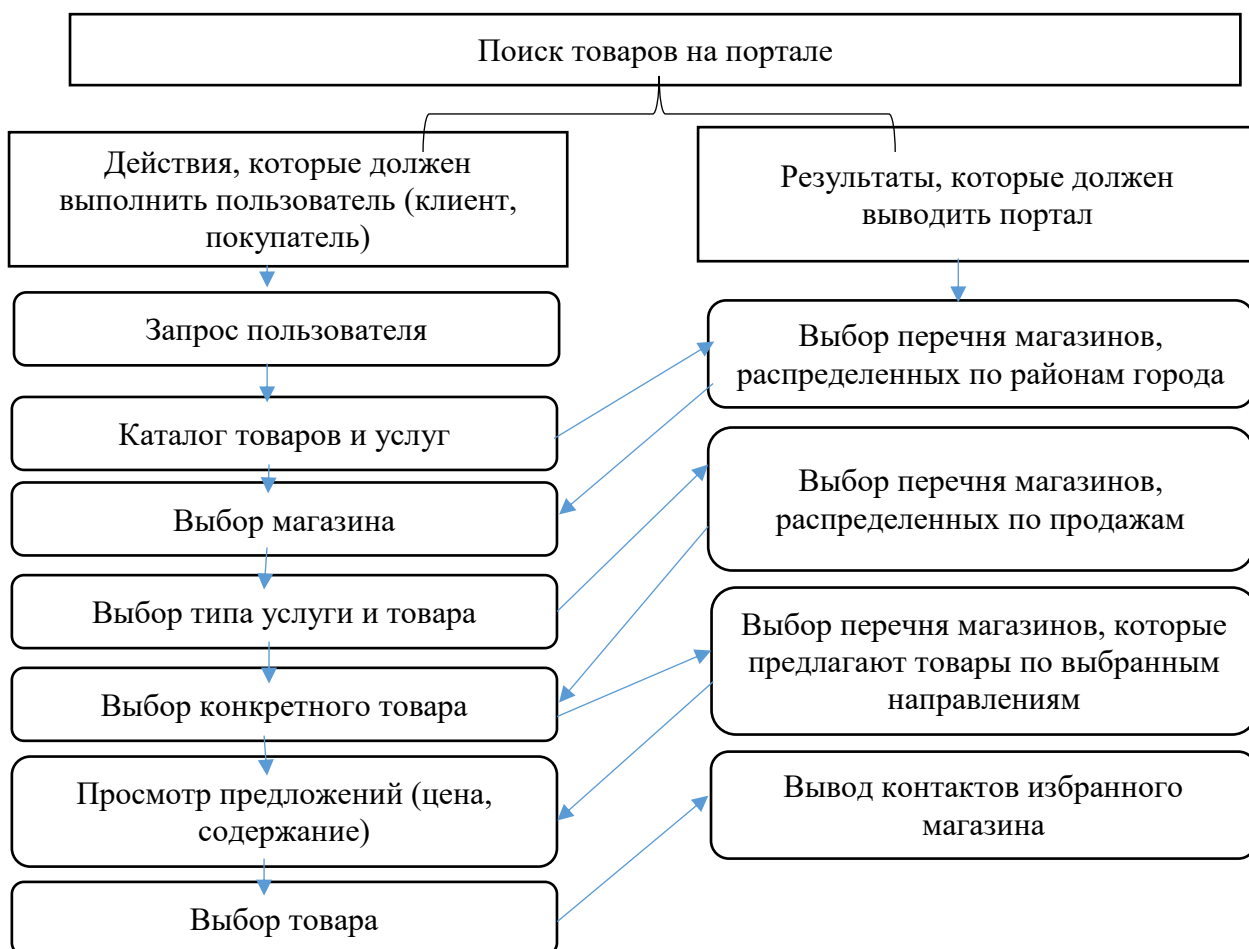 Поиск товаров на портале
Действия, которые должен
выполнить пользователь (клиент,
покупатель)
Запрос пользователя
Каталог товаров и услуг
Выбор магазина
Выбор типа услуги и товара
Выбор конкретного товара
Просмотр предложений (цена,
содержание)
Выбор товара
Результаты, которые должен
выводить портал
Выбор перечня магазинов,
распределенных по районам города
Выбор перечня магазинов,
распределенных по продажам
Выбор перечня магазинов, которые
предлагают товары по выбранным
направлениям
Вывод контактов избранного
магазина